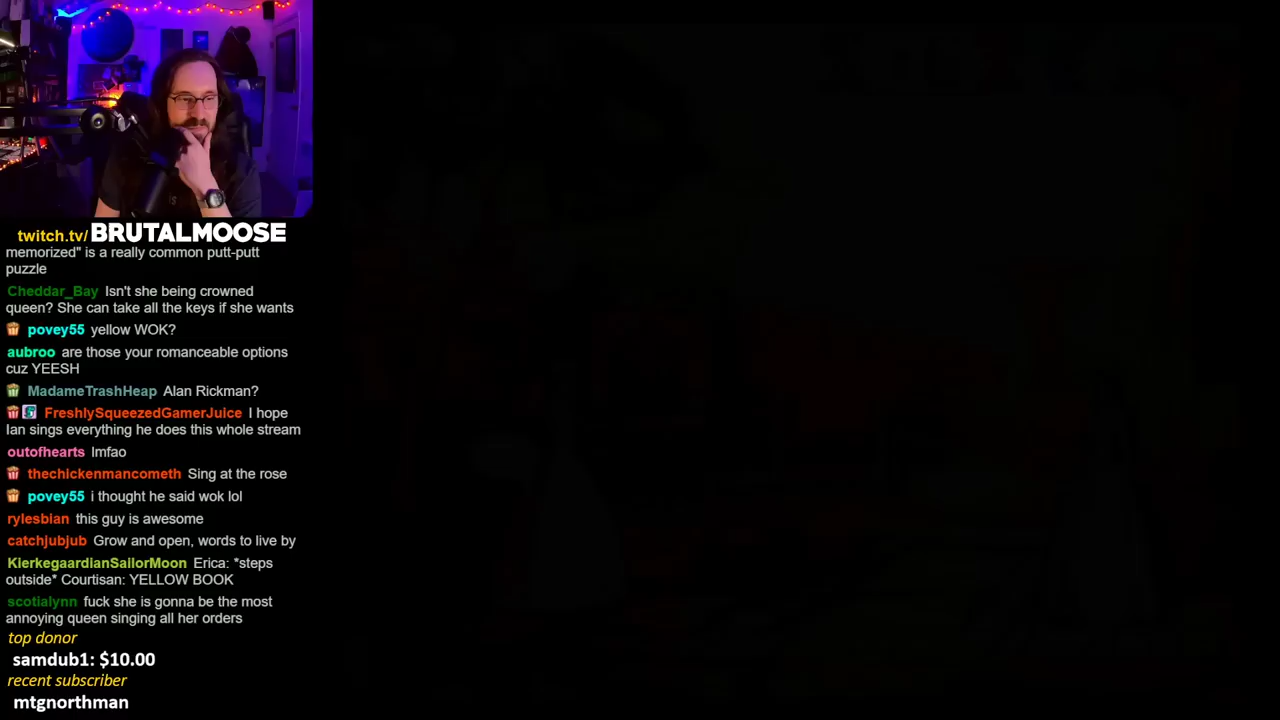 twitch.tv/BRUTALMOOSE
memorized" is a really common putt-putt
puzzle
Cheddar_Bay Isn't she being crowned
queen? She can take all the keys if she wants
povey55 yellow WOK?
aubroo are those your romanceable options
cuz YEESH
MadameTrashHeap Alan Rickman?
FreshlySqueezedGamerJuice I hope
Ian sings everything he does this whole stream
outofhearts lmfao
thechickenmancometh Sing at the rose
povey55 i thought he said wok lol
rylesbian this guy is awesome
catchjubjub Grow and open, words to live by
KierkegaardianSailorMoon Erica: *steps
outside* Courtisan: YELLOW BOOK
scotialynn fuck she is gonna be the most
annoying queen singing all her orders
top donor
samdub1: $10.00
recent subscriber
mtgnorthman